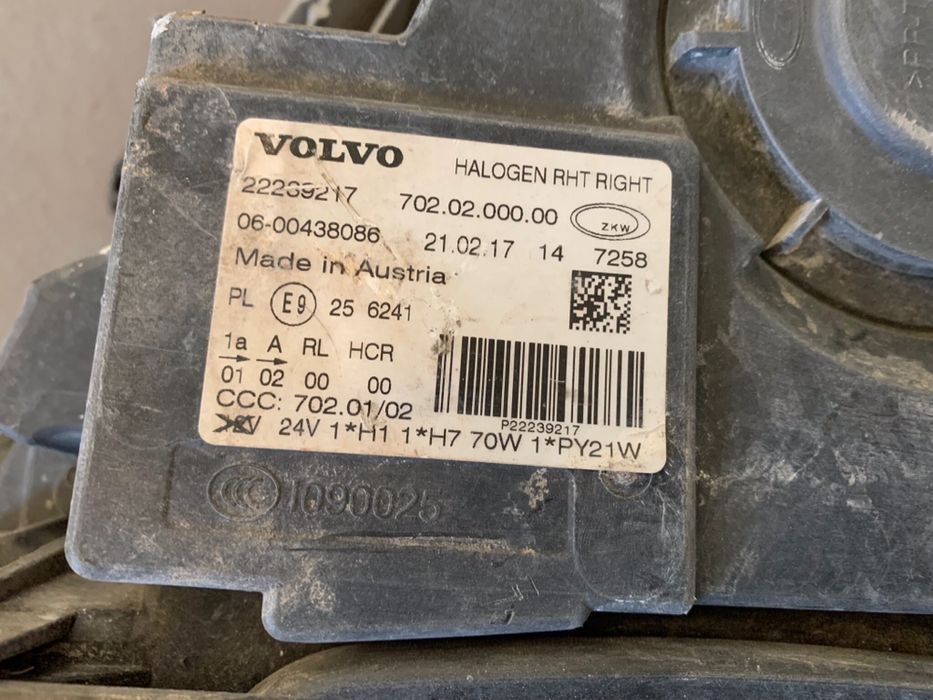 VOLVO HALOGEN RHT RIGHT
22239217 702.02.000.00 ZKW
06-00438086 21.02.17 14 7258
Made in Austria
PL E9 25 6241
1a A RL HCR
01 02 00 00
CCC: 702.01/02
P22239217
24V 1*H1 1*H7 70W 1*PY21W
CCC 1090025